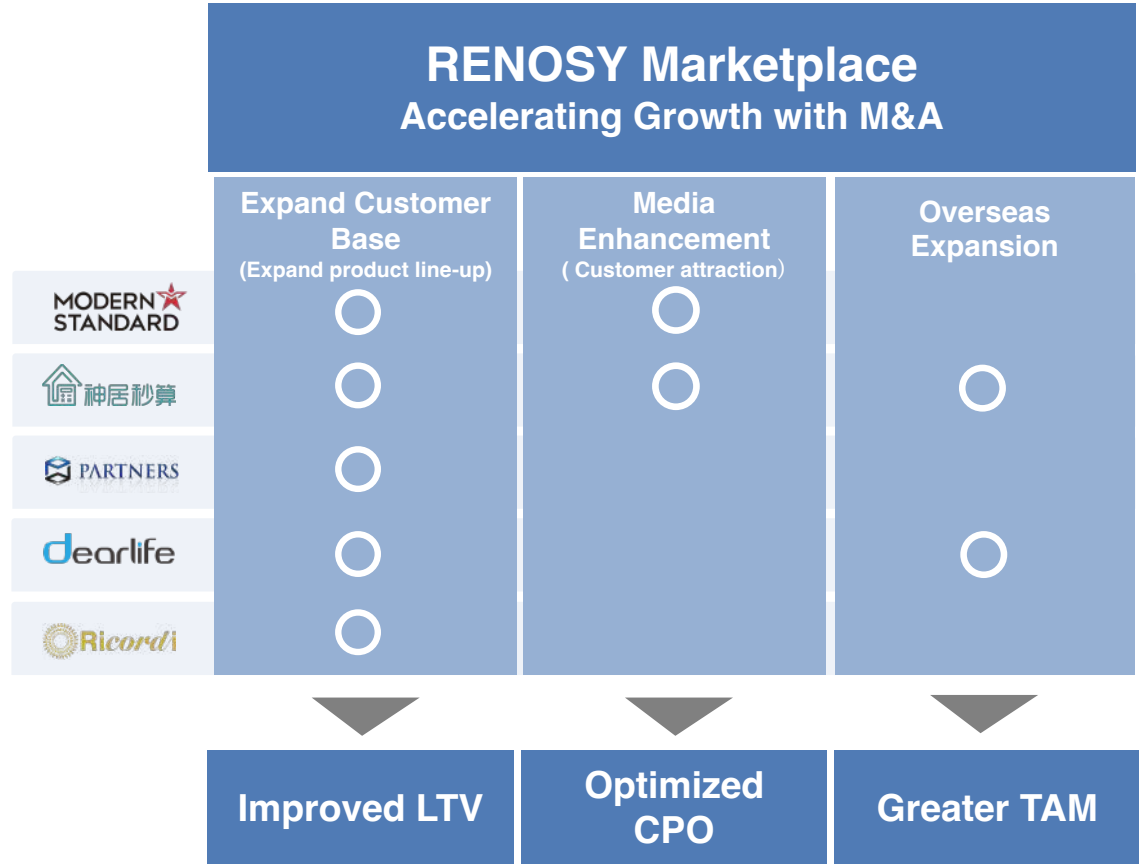 RENOSY Marketplace
Accelerating Growth with M&A
Expand Customer
Base
(Expand product line-up)
Media
Enhancement
( Customer attraction）
Overseas
Expansion
MODERN
STANDARD
神居秒算
PARTNERS
dearlife
Ricordi
Improved LTV
Optimized
CPO
Greater TAM